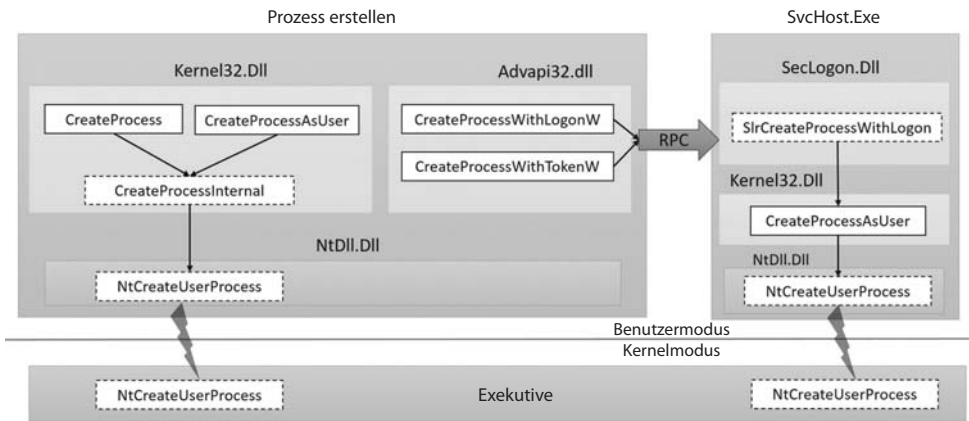 Prozess erstellen
SvcHost.Exe
Kernel32.Dll
Advapi32.dll
SecLogon.Dll
CreateProcess
CreateProcessAsUser
CreateProcessWithLogonW
CreateProcessWithTokenW
RPC
SlrCreateProcessWithLogon
CreateProcessInternal
Kernel32.Dll
CreateProcessAsUser
NtDll.Dll
NtDll.Dll
NtCreateUserProcess
NtCreateUserProcess
Benutzermodus
Kernelmodus
NtCreateUserProcess
Exekutive
NtCreateUserProcess